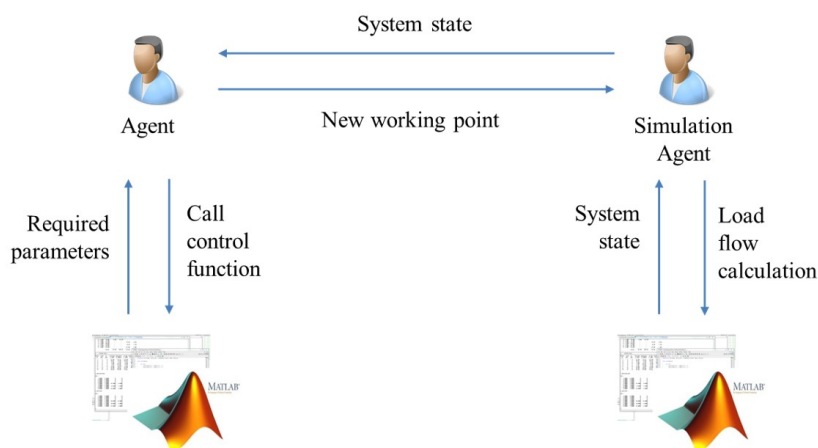 System state
New working point
Agent
Simulation
Agent
Required
parameters
Call
control
function
System
state
Load
flow
calculation
MATLAB®
MATLAB®